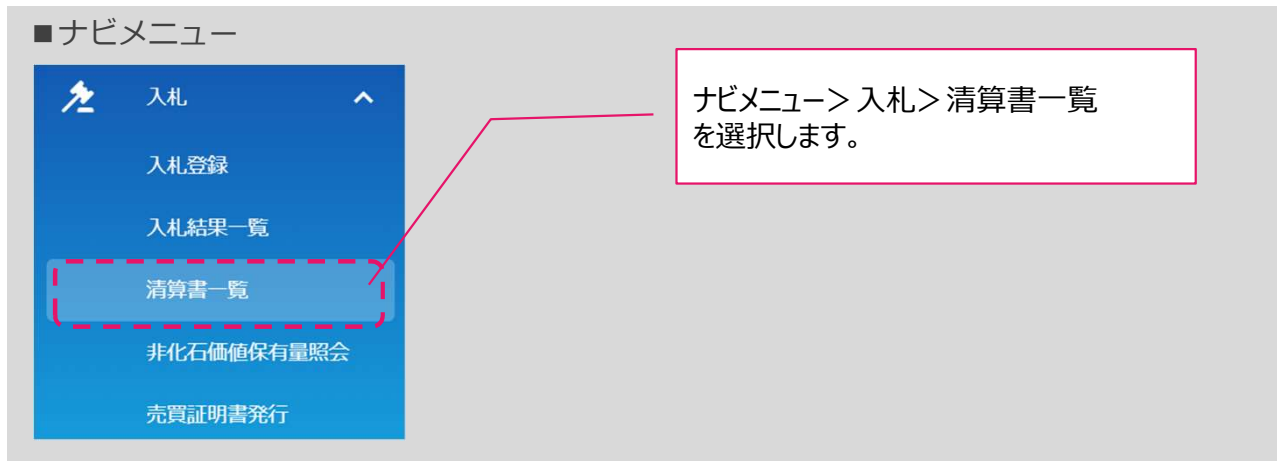 ■ナビメニュー
入札
入札登録
入札結果一覧
清算書一覧
非化石価値保有量照会
売買証明書発行
ナビメニュー＞入札＞清算書一覧
を選択します。